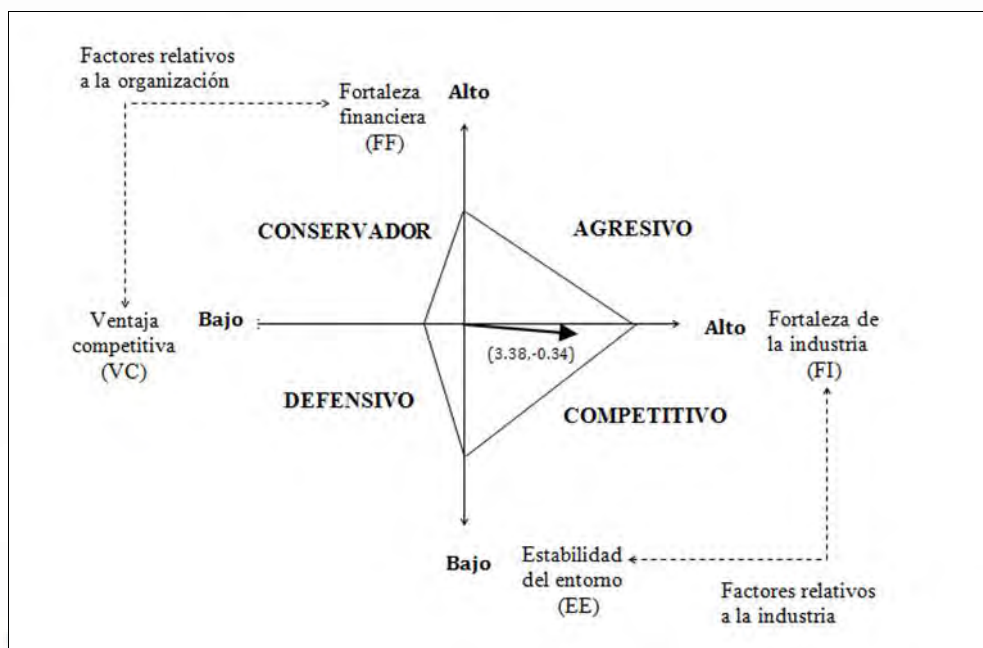 Factores relativos
a la organización
Fortaleza
financiera
(FF)
Alto
CONSERVADOR
AGRESIVO
Ventaja
competitiva
(VC)
Bajo
Alto
Fortaleza de
la industria
(FI)
(3.38,-0.34)
DEFENSIVO
COMPETITIVO
Bajo
Estabilidad
del entorno
(EE)
Factores relativos
a la industria